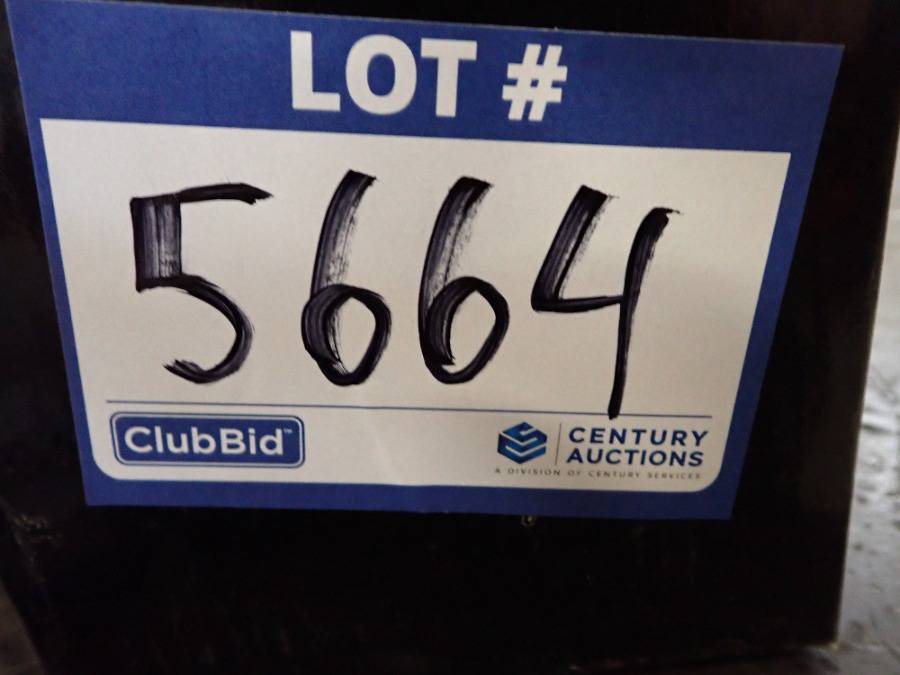 LOT #
5664
ClubBid™
CENTURY
AUCTIONS
A DIVISION OF CENTURY SERVICES